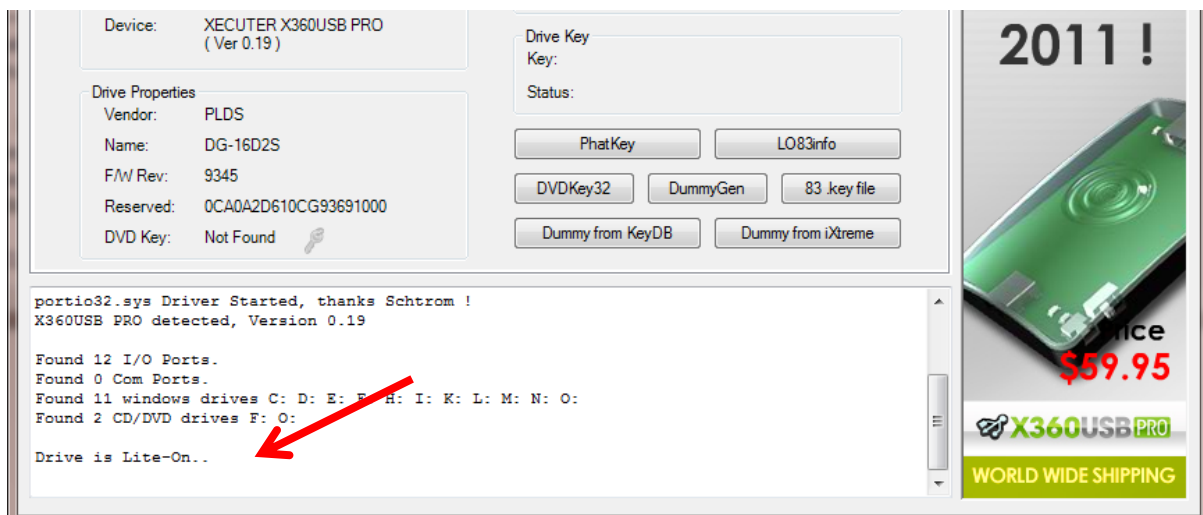 Device: XECUTER X360USB PRO
( Ver 0.19 )
Drive Properties
Vendor: PLDS
Name: DG-16D2S
F/W Rev: 9345
Reserved: 0CA0A2D610CG93691000
DVD Key: Not Found
Drive Key
Key:
Status:
PhatKey LO83info
DVDKey32 DummyGen 83 .key file
Dummy from KeyDB Dummy from iXtreme
portio32.sys Driver Started, thanks Schtrom !
X360USB PRO detected, Version 0.19
Found 12 I/O Ports.
Found 0 Com Ports.
Found 11 windows drives C: D: E: F: H: I: K: L: M: N: O:
Found 2 CD/DVD drives F: O:
Drive is Lite-On..
2011 !
$59.95
X360USB PRO
WORLD WIDE SHIPPING